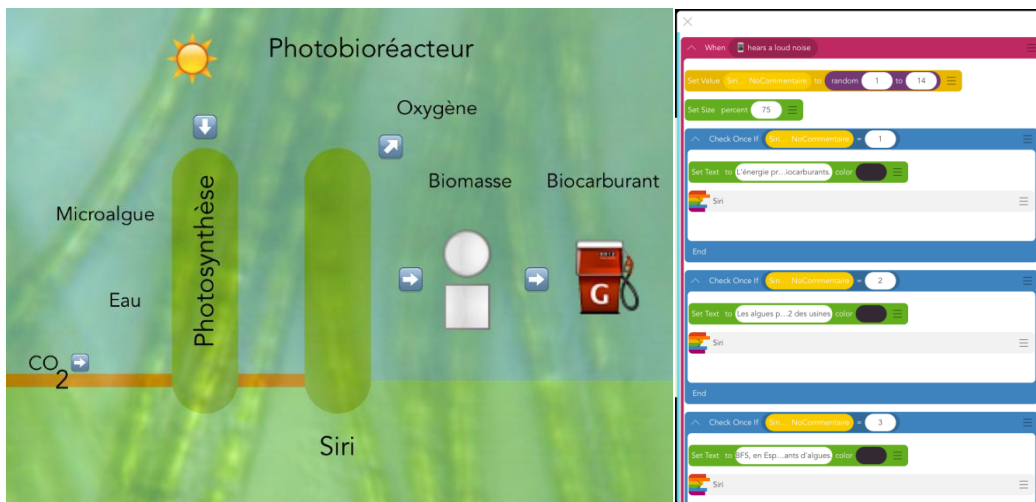 Photobioréacteur
Oxygène
Biomasse
Biocarburant
Microalgue
Photosynthèse
Eau
CO
2
G
Siri
When hears a loud noise
Set Value Siri... NoCommentaire to random 1 to 14
Set Size percent 75
Check Once If Siri... NoCommentaire = 1
Set Text to L'énergie pr...iocarburants. color
Siri
End
Check Once If Siri... NoCommentaire = 2
Set Text to Les algues p...2 des usines color
Siri
End
Check Once If Siri... NoCommentaire = 3
Set Text to BFS, en Esp...ants d'algues. color
Siri